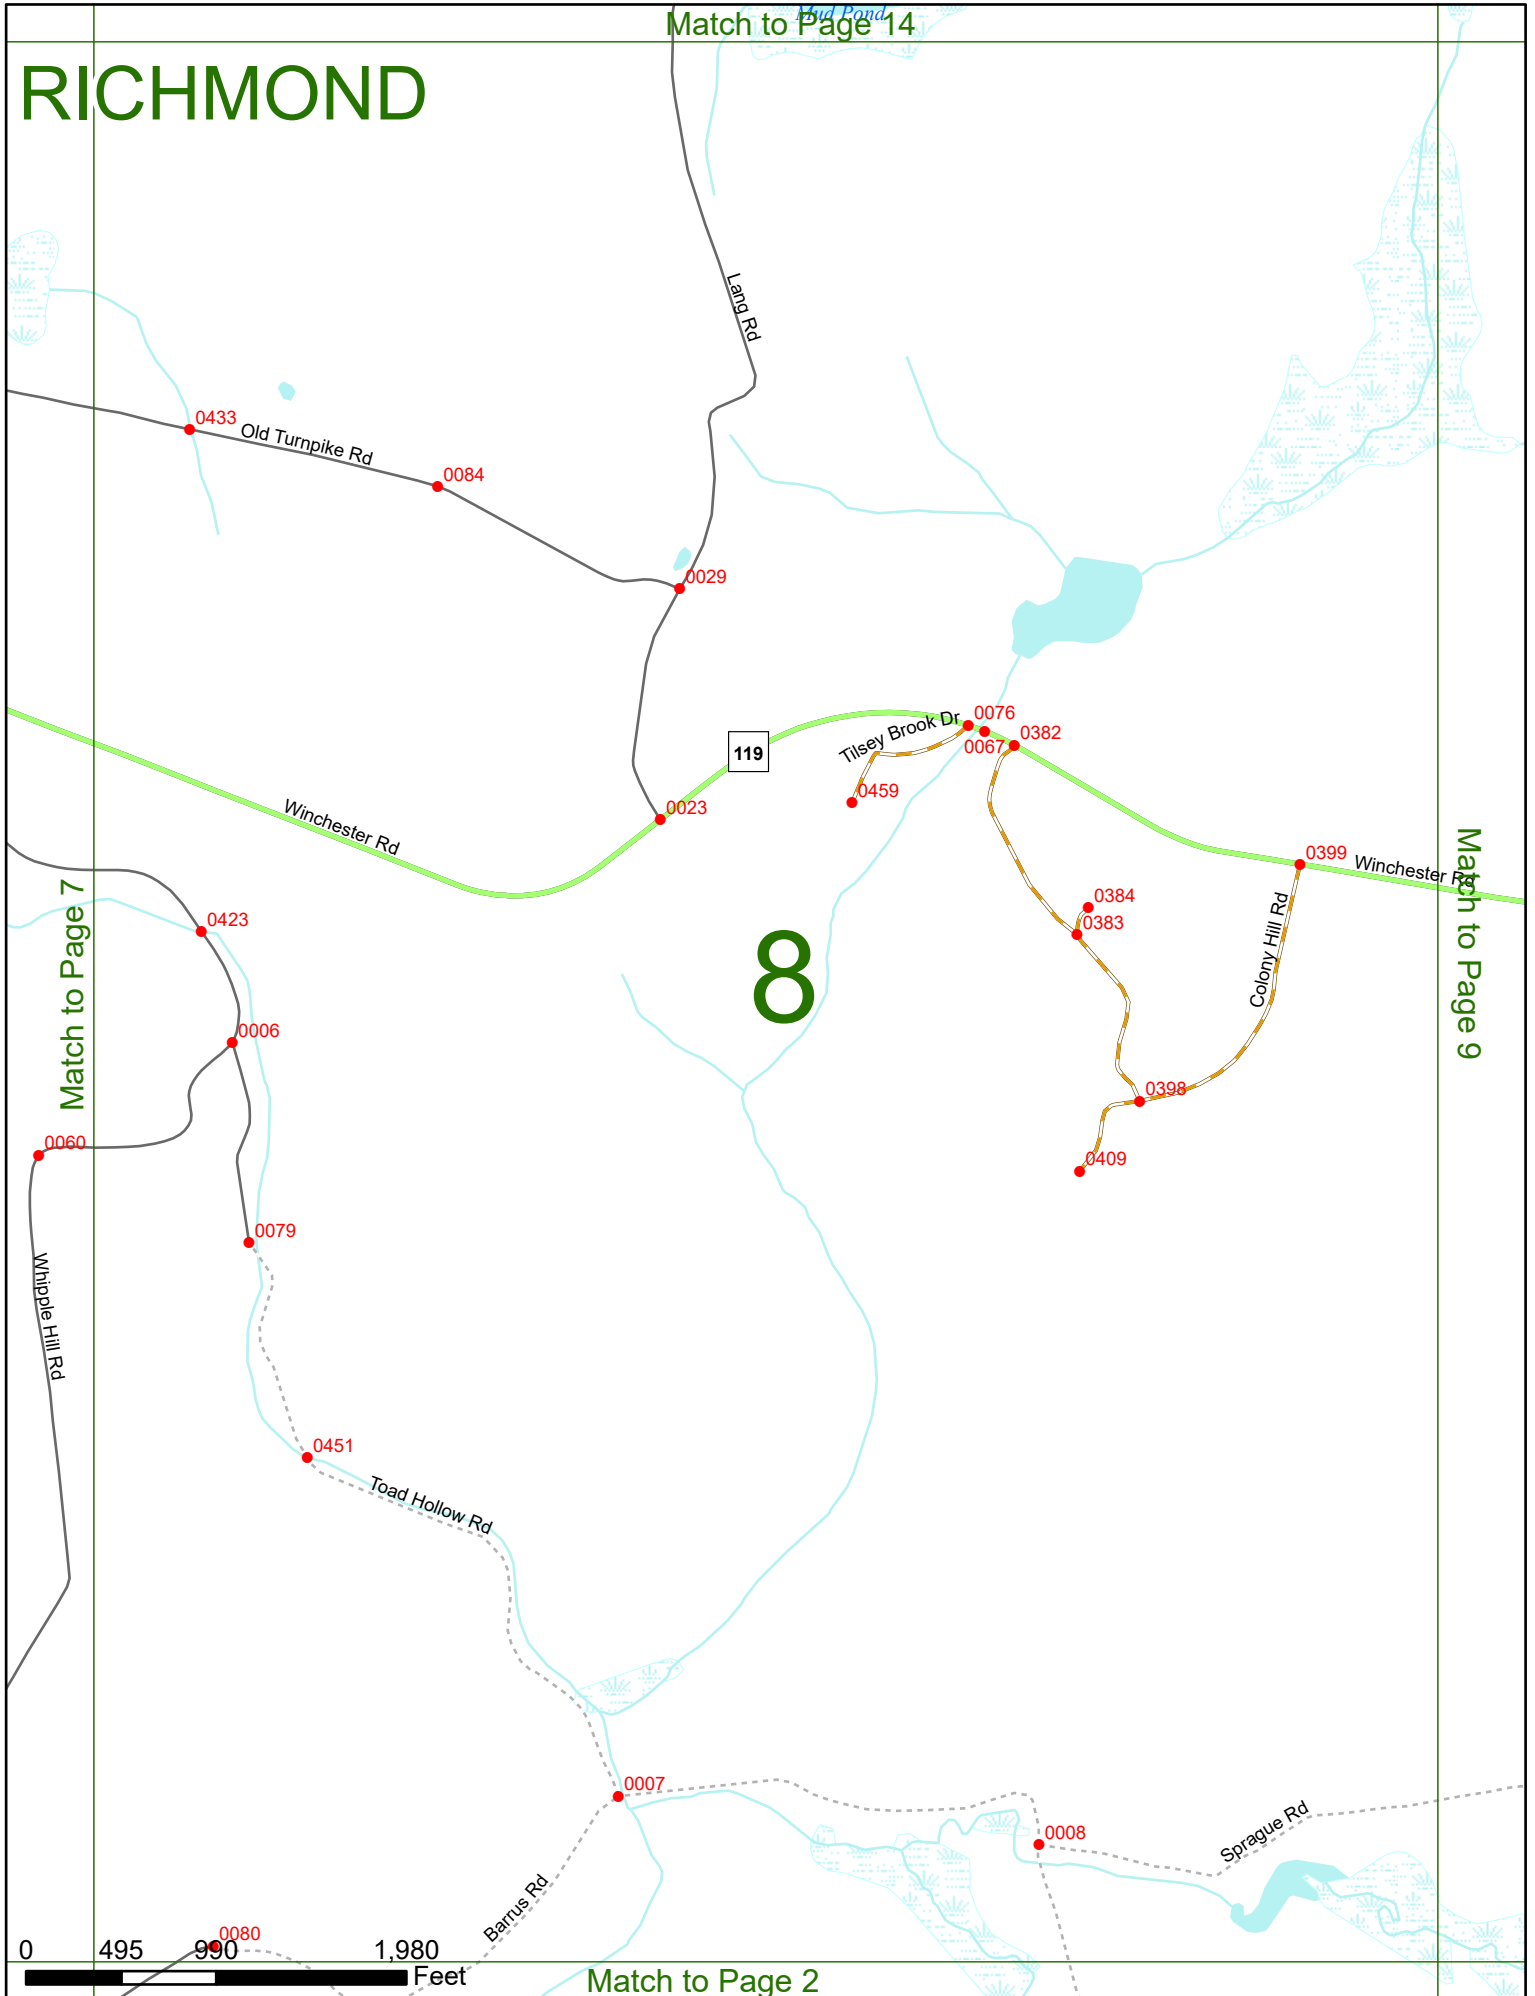 Mud Pond
Match to Page 14
RICHMOND
Lang Rd
0433
Old Turnpike Rd
0084
0029
0076
Tilsey Brook Dr
0067
0382
119
0459
0023
Winchester Rd
0399
Winchester Rd
Match to Page 7
Match to Page 9
0384
0383
0423
8
Colony Hill Rd
0006
0398
0060
0409
0079
Whipple Hill Rd
0451
Toad Hollow Rd
0007
0008
Sprague Rd
Barrus Rd
0080
0 495 990 1,980
Feet
Match to Page 2